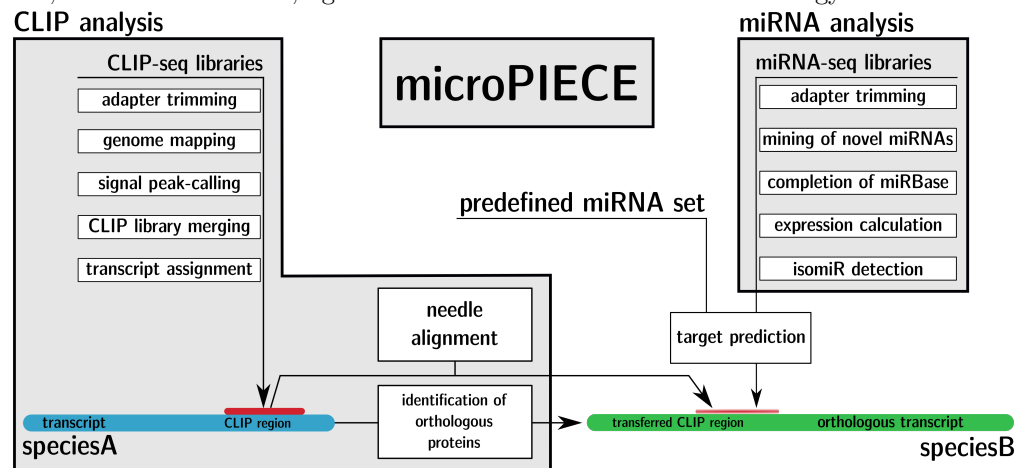 CLIP analysis
CLIP-seq libraries
adapter trimming
genome mapping
signal peak-calling
CLIP library merging
transcript assignment
microPIECE
miRNA analysis
miRNA-seq libraries
adapter trimming
mining of novel miRNAs
completion of miRBase
expression calculation
isomiR detection
predefined miRNA set
needle
alignment
target prediction
identification of
orthologous
proteins
transcript
CLIP region
speciesA
transferred CLIP region
orthologous transcript
speciesB